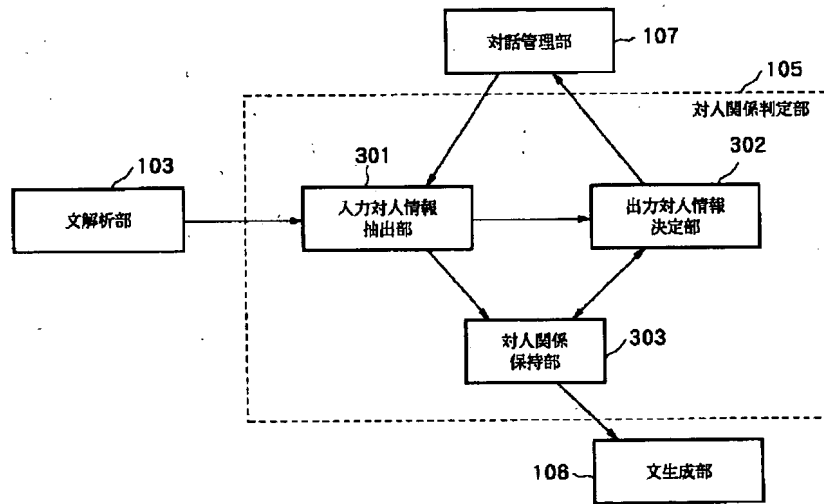 対話管理部
107
105
対人関係判定部
103
文解析部
301
入力対人情報
抽出部
302
出力対人情報
決定部
対人関係
保持部
303
108
文生成部